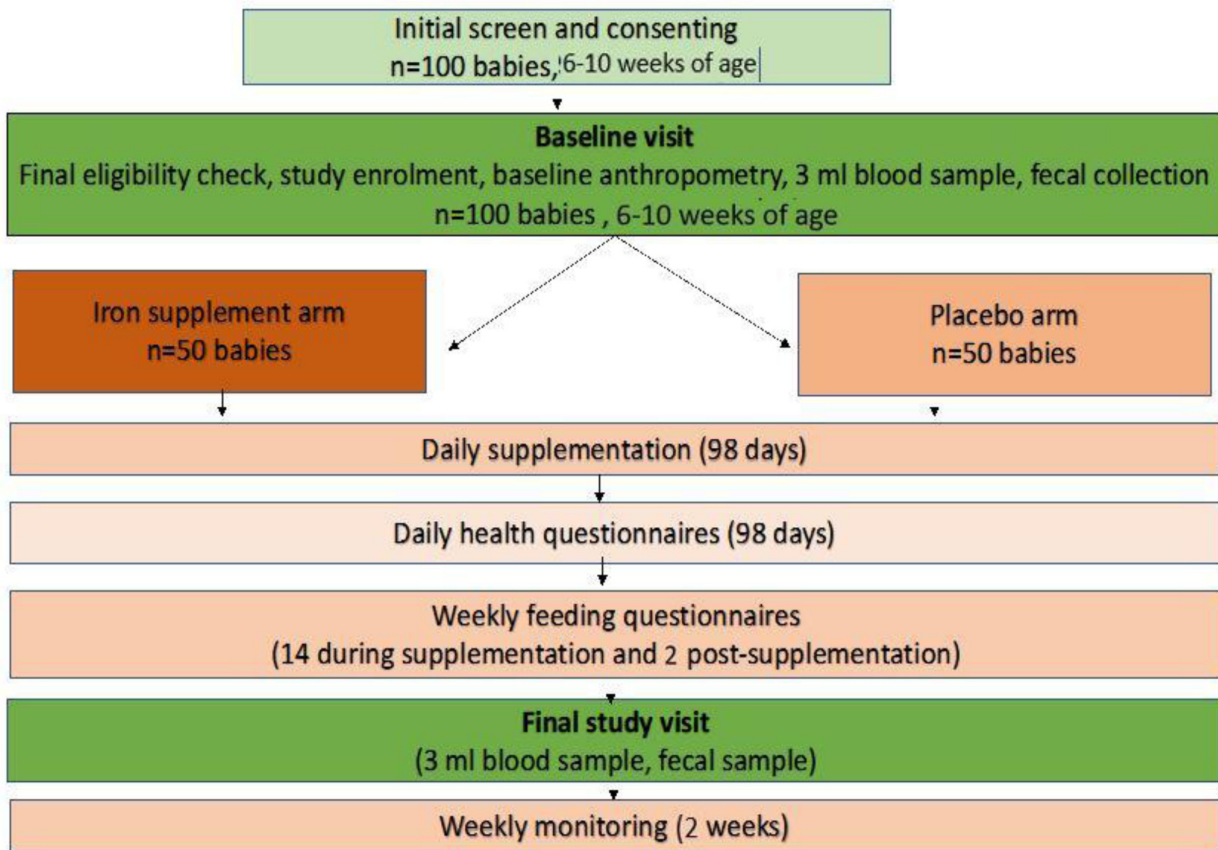 Initial screen and consenting
n=100 babies, 6-10 weeks of age
Baseline visit
Final eligibility check, study enrolment, baseline anthropometry, 3 ml blood sample, fecal collection
n=100 babies , 6-10 weeks of age
Iron supplement arm
n=50 babies
Placebo arm
n=50 babies
Daily supplementation (98 days)
Daily health questionnaires (98 days)
Weekly feeding questionnaires
(14 during supplementation and 2 post-supplementation)
Final study visit
(3 ml blood sample, fecal sample)
Weekly monitoring (2 weeks)